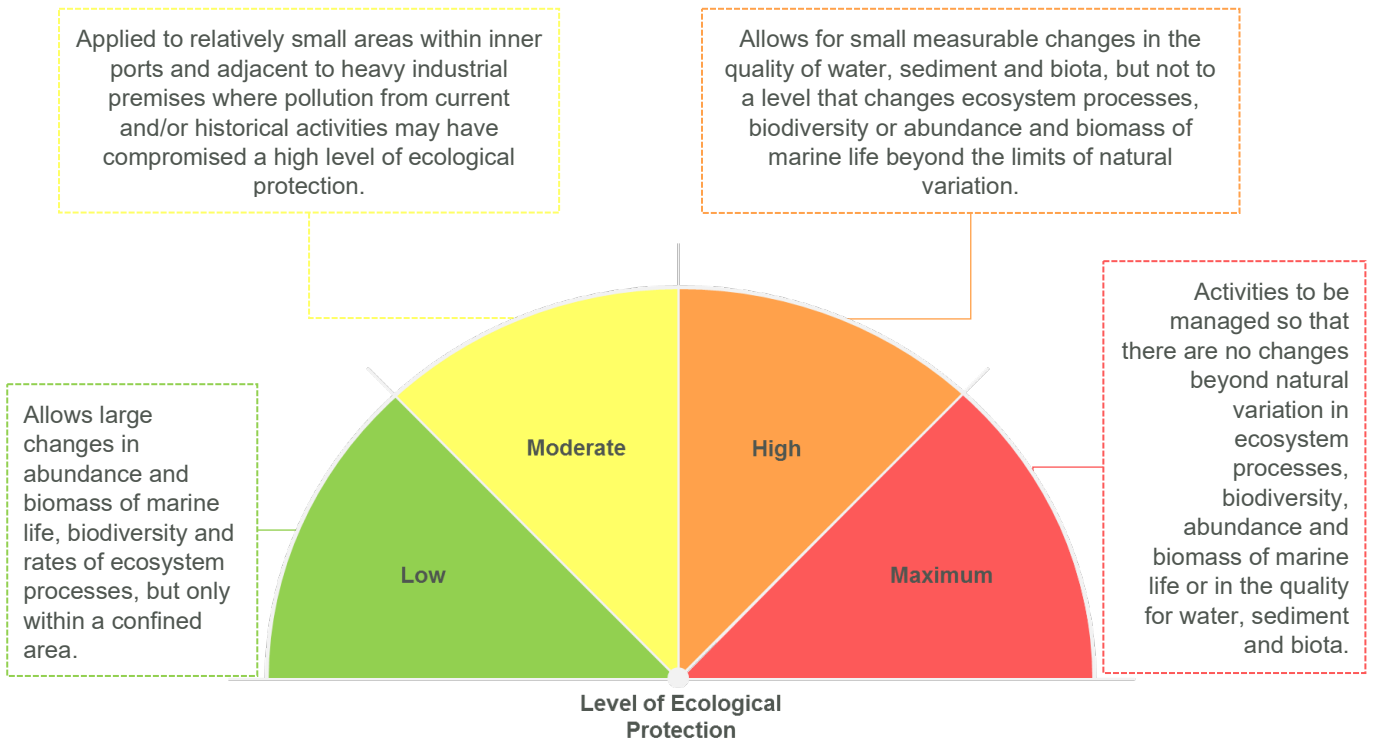 Applied to relatively small areas within inner
ports and adjacent to heavy industrial
premises where pollution from current
and/or historical activities may have
compromised a high level of ecological
protection.
Allows for small measurable changes in the
quality of water, sediment and biota, but not to
a level that changes ecosystem processes,
biodiversity or abundance and biomass of
marine life beyond the limits of natural
variation.
Allows large
changes in
abundance and
biomass of marine
life, biodiversity and
rates of ecosystem
processes, but only
within a confined
area.
Activities to be
managed so that
there are no changes
beyond natural
variation in
ecosystem
processes,
biodiversity,
abundance and
biomass of marine
life or in the quality
for water, sediment
and biota.
Low
Moderate
High
Maximum
Level of Ecological
Protection